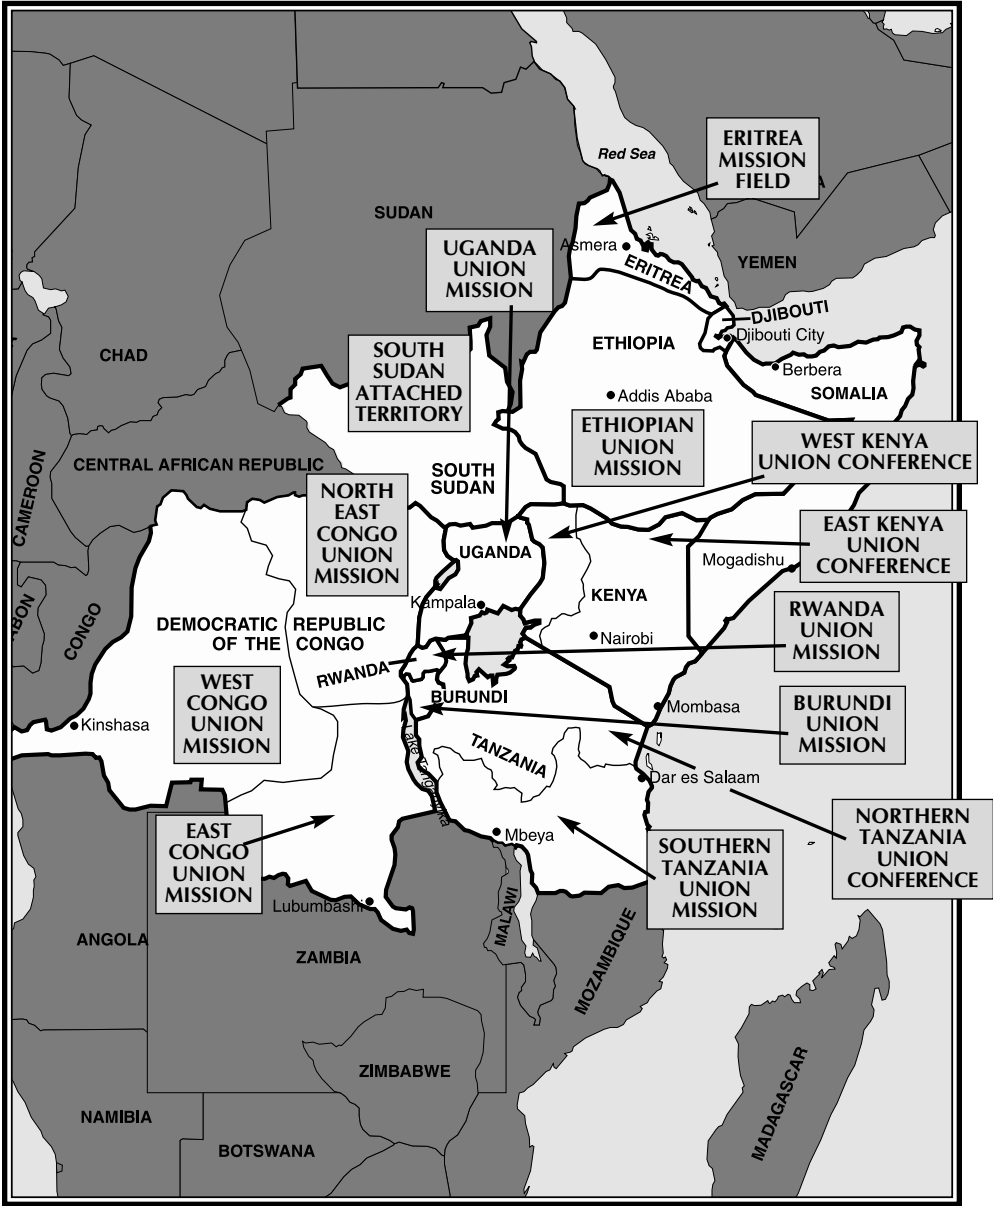 ERITREA
MISSION
FIELD
Red Sea
SUDAN
UGANDA
UNION
MISSION
Asmera
ERITREA
YEMEN
DJIBOUTI
Djibouti City
CHAD
SOUTH
SUDAN
ATTACHED
TERRITORY
ETHIOPIA
Berbera
SOMALIA
Addis Ababa
ETHIOPIAN
UNION
MISSION
WEST KENYA
UNION CONFERENCE
CENTRAL AFRICAN REPUBLIC
SOUTH
SUDAN
CAMEROON
NORTH
EAST
CONGO
UNION
MISSION
EAST KENYA
UNION
CONFERENCE
UGANDA
Mogadishu
KENYA
Kampala
RWANDA
UNION
MISSION
CONGO
DEMOCRATIC REPUBLIC
OF THE CONGO
Nairobi
RWANDA
WEST
CONGO
UNION
MISSION
BURUNDI
BURUNDI
UNION
MISSION
Kinshasa
Mombasa
TANZANIA
Lake Tanganyika
Dar es Salaam
EAST
CONGO
UNION
MISSION
Mbeya
SOUTHERN
TANZANIA
UNION
MISSION
NORTHERN
TANZANIA
UNION
CONFERENCE
Lubumbashi
MALAWI
ANGOLA
ZAMBIA
MOZAMBIQUE
ZIMBABWE
NAMIBIA
BOTSWANA
MADAGASCAR